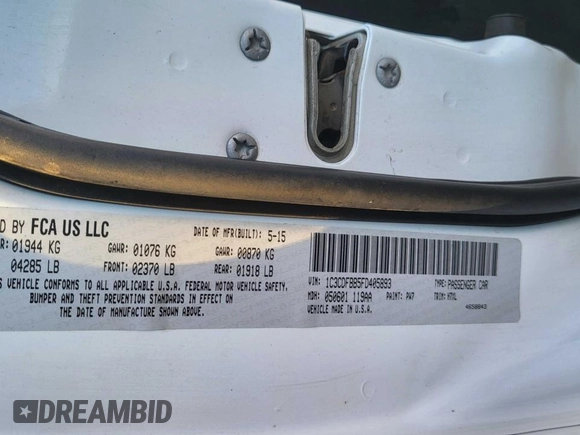 D BY FCA US LLC
DATE OF MFR(BUILT): 5-15
R: 01944 KG GAWR: 01076 KG GAWR: 00870 KG
04285 LB FRONT: 02370 LB REAR: 01918 LB
S VEHICLE CONFORMS TO ALL APPLICABLE U.S.A. FEDERAL MOTOR VEHICLE SAFETY,
BUMPER AND THEFT PREVENTION STANDARDS IN EFFECT ON
THE DATE OF MANUFACTURE SHOWN ABOVE.
VIN: 1C3CDFBB5FD405893 TYPE: PASSENGER CAR
MDH: 050601 119AA PAINT: PW7 TRIM:
VEHICLE MADE IN U.S.A. 4658043
DREAMBID